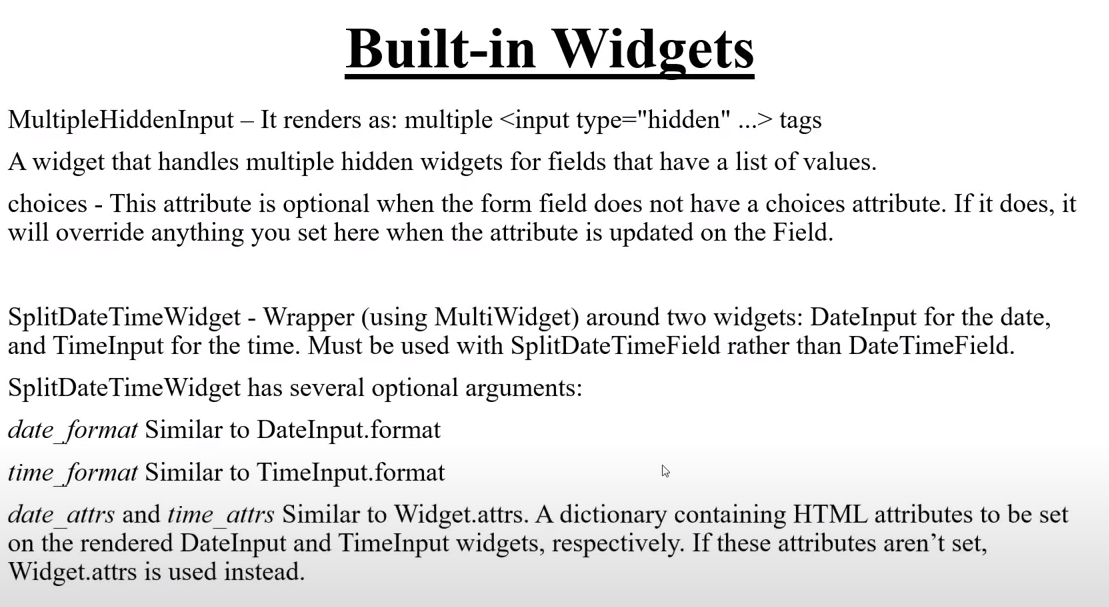 Built-in Widgets
MultipleHiddenInput – It renders as: multiple <input type="hidden" ...> tags
A widget that handles multiple hidden widgets for fields that have a list of values.
choices - This attribute is optional when the form field does not have a choices attribute. If it does, it
will override anything you set here when the attribute is updated on the Field.
SplitDateTimeWidget - Wrapper (using MultiWidget) around two widgets: DateInput for the date,
and TimeInput for the time. Must be used with SplitDateTimeField rather than DateTimeField.
SplitDateTimeWidget has several optional arguments:
date_format Similar to DateInput.format
time_format Similar to TimeInput.format
date_attrs and time_attrs Similar to Widget.attrs. A dictionary containing HTML attributes to be set
on the rendered DateInput and TimeInput widgets, respectively. If these attributes aren’t set,
Widget.attrs is used instead.